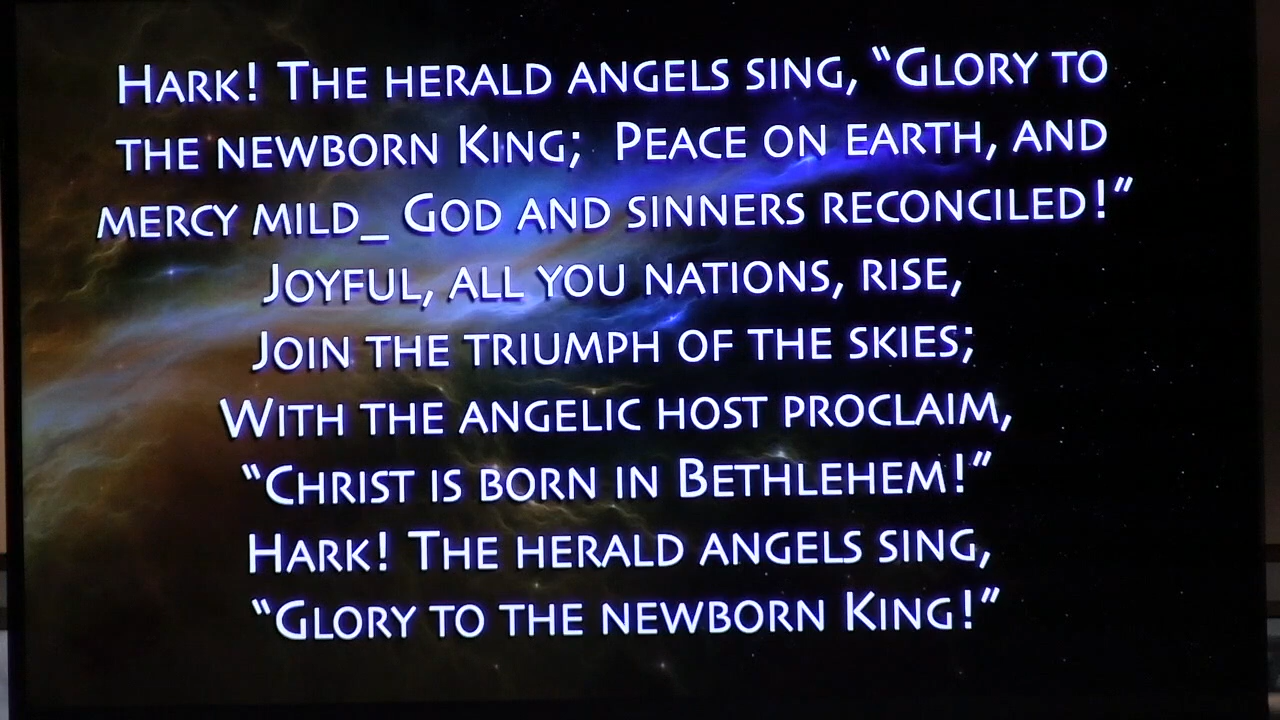 Hark! The herald angels sing, “Glory to
the newborn King;  Peace on earth, and
mercy mild_ God and sinners reconciled!”
Joyful, all you nations, rise,
Join the triumph of the skies;
With the angelic host proclaim,
“Christ is born in Bethlehem!”
Hark! The herald angels sing,
“Glory to the newborn King!”